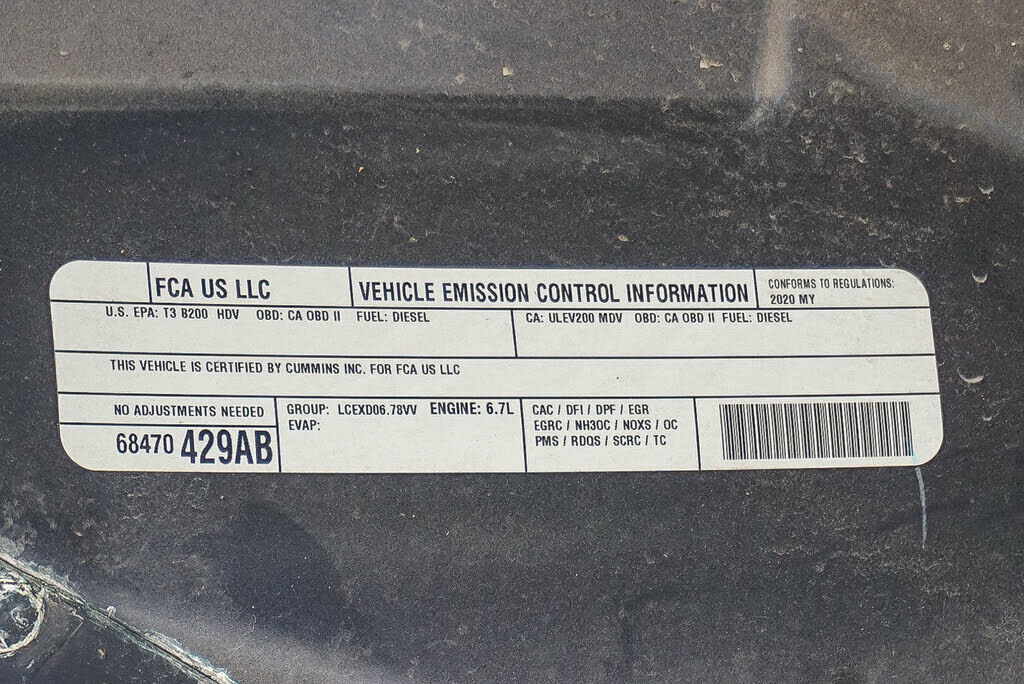 FCA US LLC
VEHICLE EMISSION CONTROL INFORMATION
CONFORMS TO REGULATIONS:
2020 MY
U.S. EPA: T3 B200 HDV OBD: CA OBD II FUEL: DIESEL
CA: ULEV200 MDV OBD: CA OBD II FUEL: DIESEL
THIS VEHICLE IS CERTIFIED BY CUMMINS INC. FOR FCA US LLC
NO ADJUSTMENTS NEEDED
68470 429AB
GROUP: LCEXD06.78VV ENGINE: 6.7L
EVAP:
CAC / DFI / DPF / EGR
EGRC / NH3OC / NOXS / OC
PMS / RDQS / SCRC / TC